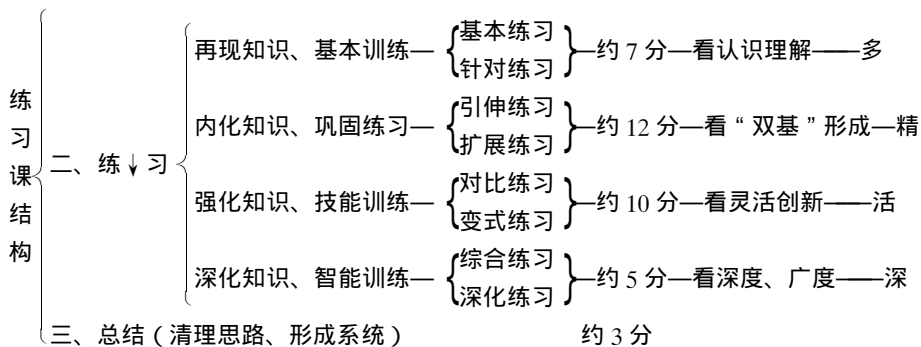 练习课结构
二、练↓习
再现知识、基本训练— 基本练习 针对练习 —约7分—看认识理解——多
内化知识、巩固练习— 引伸练习 扩展练习 —约12分—看“双基”形成—精
强化知识、技能训练— 对比练习 变式练习 —约10分—看灵活创新——活
深化知识、智能训练— 综合练习 深化练习 —约5分—看深度、广度——深
三、总结（清理思路、形成系统） 约3分